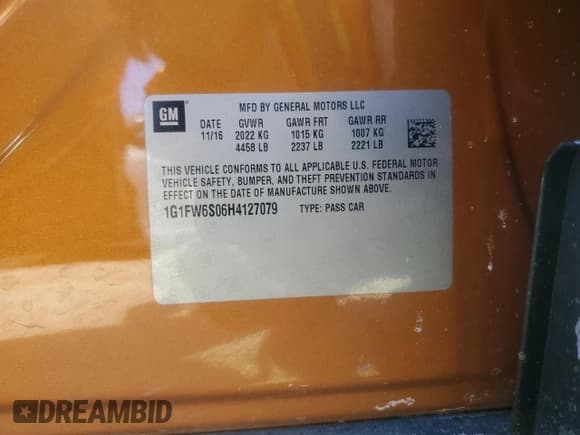 GM
MFD BY GENERAL MOTORS LLC
DATE GVWR GAWR FRT GAWR RR
11/16 2022 KG 1015 KG 1007 KG
4458 LB 2237 LB 2221 LB
THIS VEHICLE CONFORMS TO ALL APPLICABLE U.S. FEDERAL MOTOR
VEHICLE SAFETY, BUMPER, AND THEFT PREVENTION STANDARDS IN
EFFECT ON THE DATE OF MANUFACTURE SHOWN ABOVE.
1G1FW6S06H4127079 TYPE: PASS CAR
DREAMBID